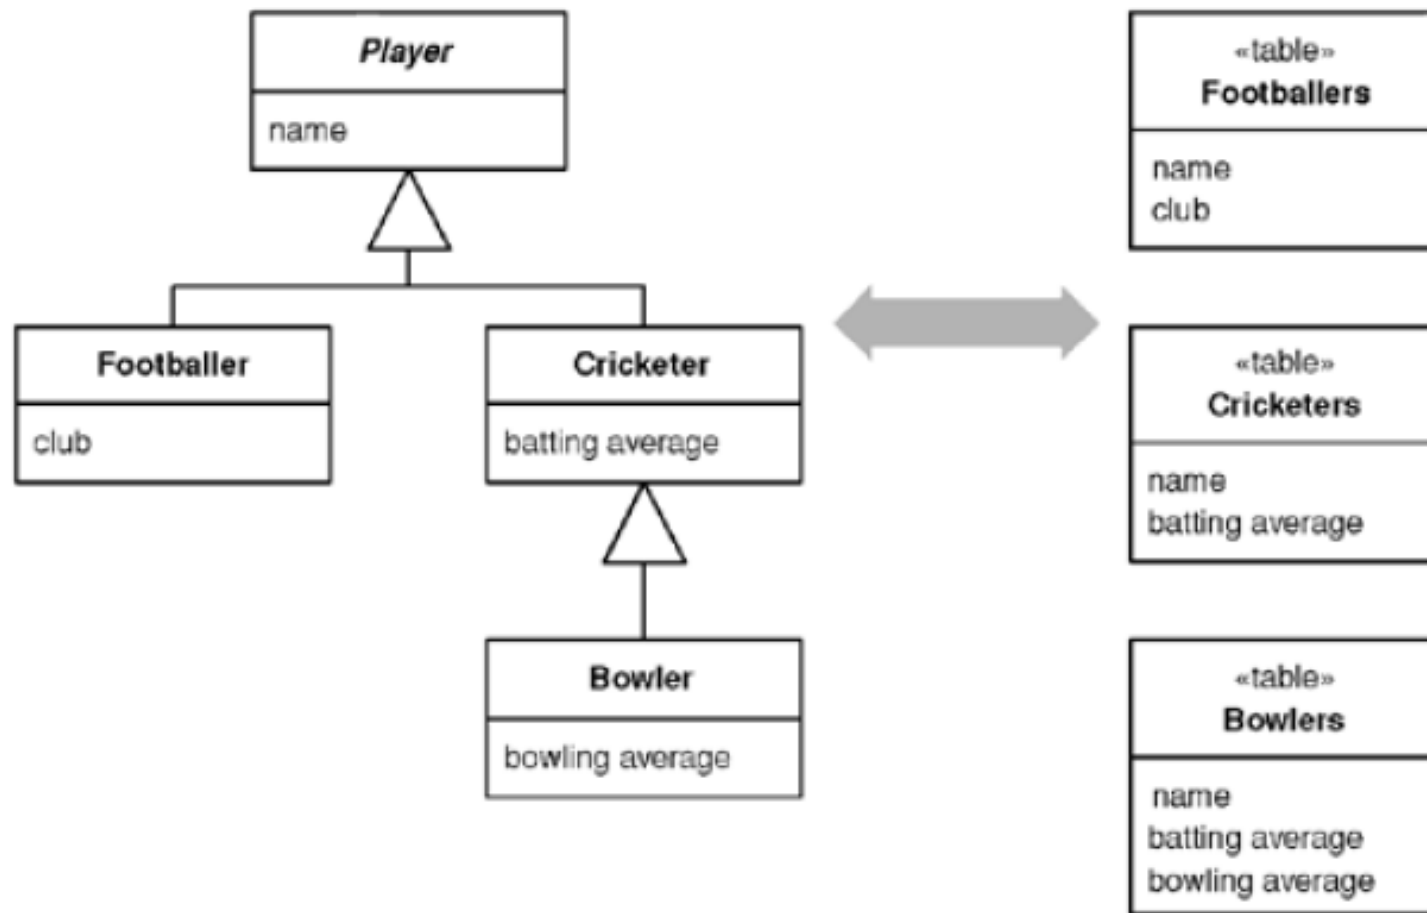 Player
name
Footballer
club
Cricketer
batting average
Bowler
bowling average
«table»
Footballers
name
club
«table»
Cricketers
name
batting average
«table»
Bowlers
name
batting average
bowling average